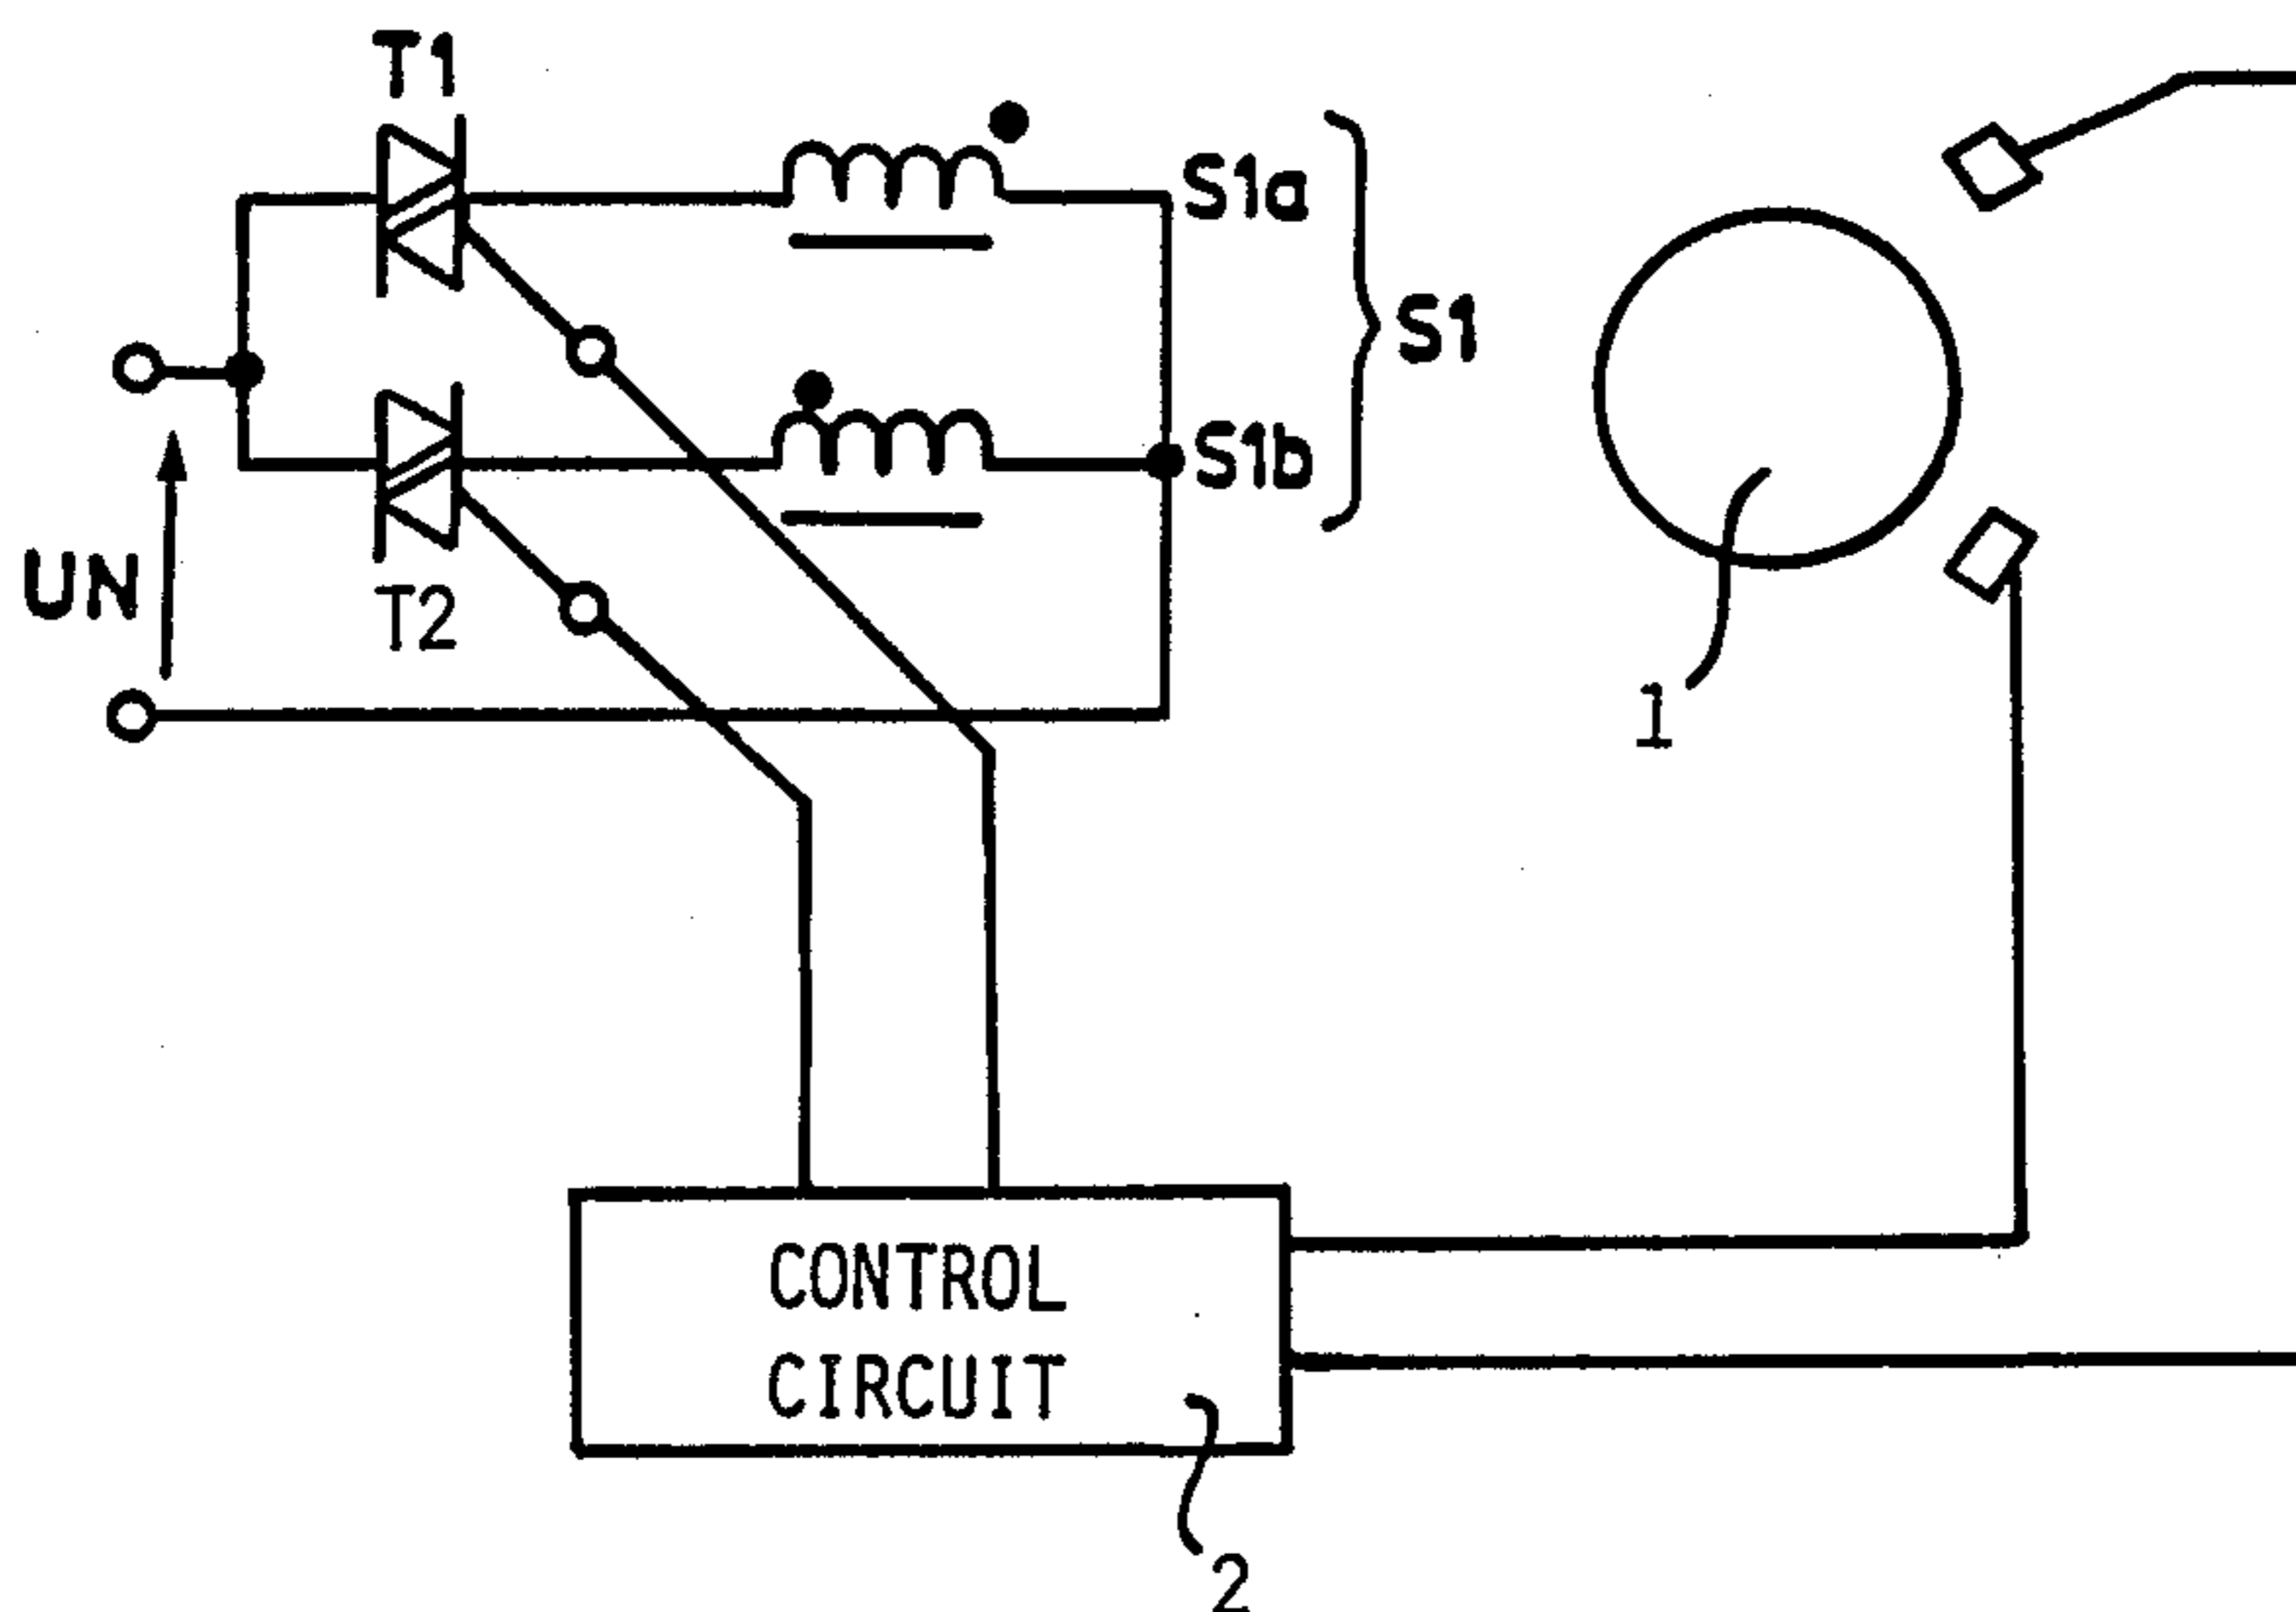 T1
S1a
S1
S1b
UN
T2
1
CONTROL
CIRCUIT
2